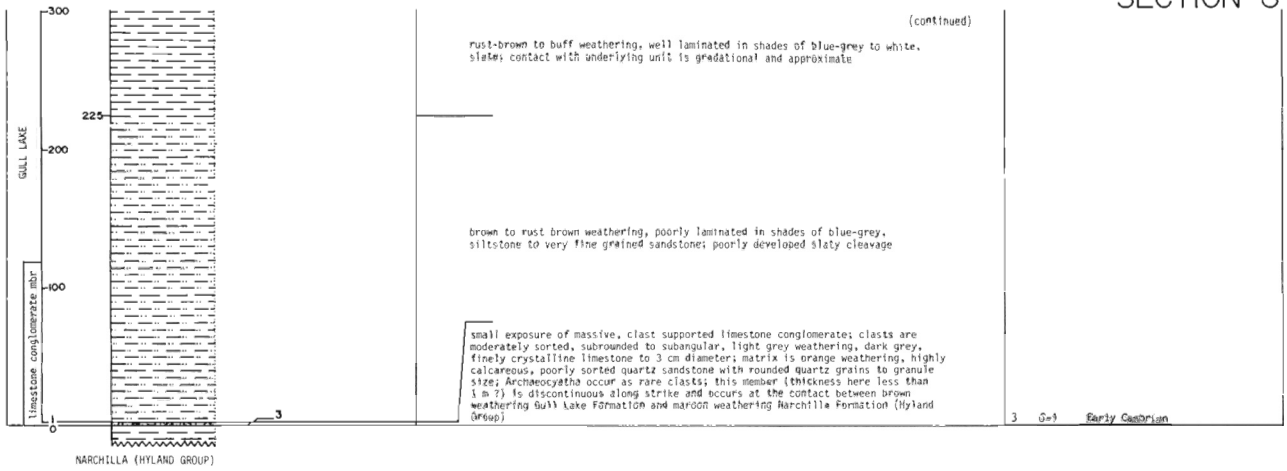 SECTION
300
(continued)
rust-brown to buff weathering, well laminated in shades of blue-grey to white,
slate; contact with underlying unit is gradational and approximate
225
200
GULL LAKE
brown to rust brown weathering, poorly laminated in shades of blue-grey,
siltstone to very fine grained sandstone; poorly developed slaty cleavage
100
limestone conglomerate mbr
small exposure of massive, clast supported limestone conglomerate; clasts are
moderately sorted, subrounded to subangular, light grey weathering, dark grey,
finely crystalline limestone to 3 cm diameter; matrix is orange weathering, highly
calcareous, poorly sorted quartz sandstone with rounded quartz grains to granule
size; Archaeocyatha occur as rare clasts; this member (thickness here less than
1 m ?) is discontinuous along strike and occurs at the contact between brown
weathering Gull Lake Formation and maroon weathering Narchilla Formation (Hyland
Group)
1
0
3
3 Early Cambrian
NARCHILLA (HYLAND GROUP)